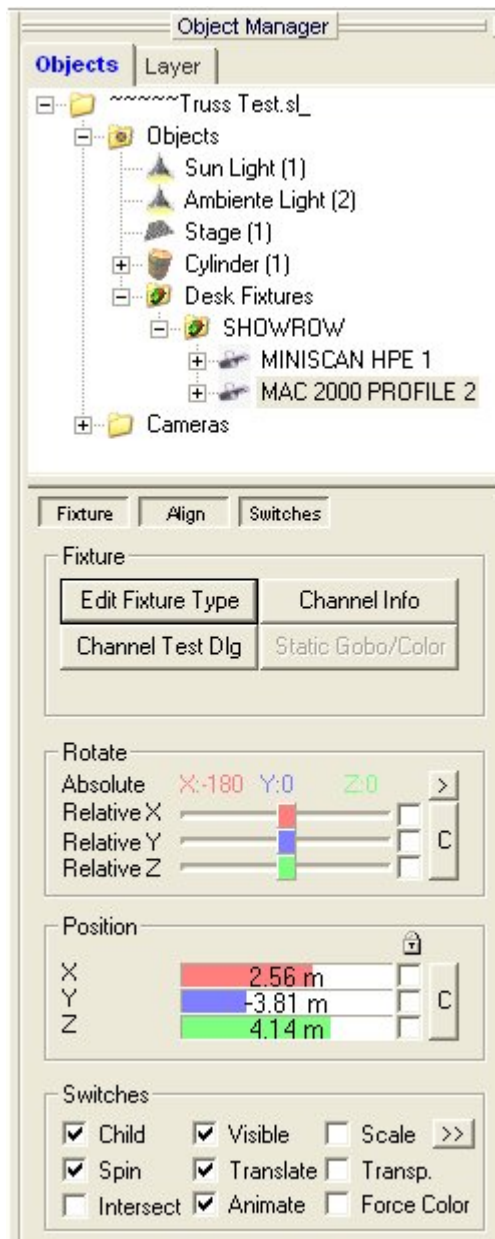 Object Manager
Objects Layer
~~~~~Truss Test.sl_
Objects
Sun Light (1)
Ambiente Light (2)
Stage (1)
Cylinder (1)
Desk Fixtures
SHOWROW
MINISCAN HPE 1
MAC 2000 PROFILE 2
Cameras
Fixture Align Switches
Fixture
Edit Fixture Type Channel Info
Channel Test Dlg Static Gobo/Color
Rotate
Absolute X:-180 Y:0 Z:0 >
Relative X
Relative Y C
Relative Z
Position
X 2.56 m
Y -3.81 m C
Z 4.14 m
Switches
Child Visible Scale >>
Spin Translate Transp.
Intersect Animate Force Color